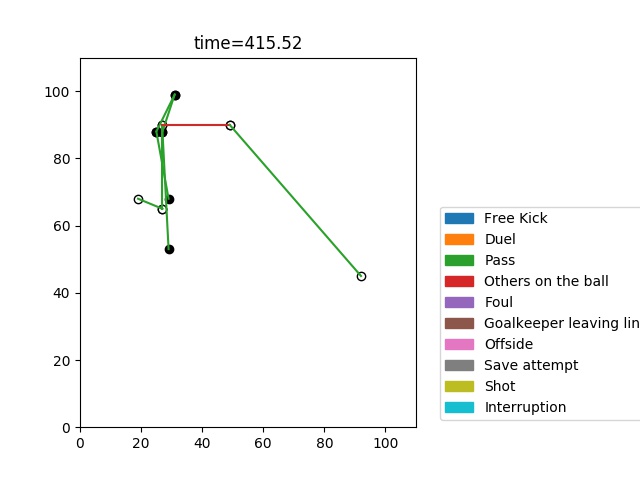 time=415.52
100
80
60
40
20
0
0 20 40 60 80 100
Free Kick
Duel
Pass
Others on the ball
Foul
Goalkeeper leaving lin
Offside
Save attempt
Shot
Interruption